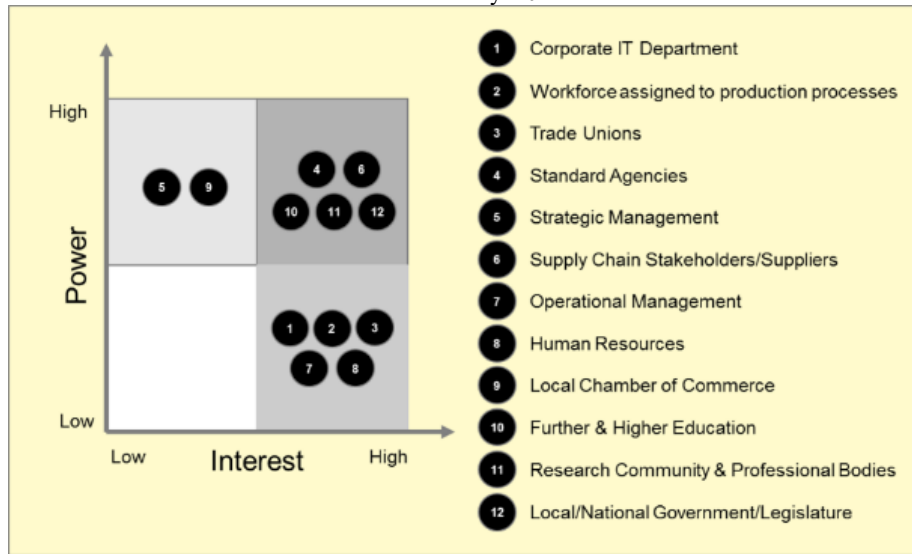 High
Power
Low
Low
Interest
High
5 9
4 6
10 11 12
1 2 3
7 8
1 Corporate IT Department
2 Workforce assigned to production processes
3 Trade Unions
4 Standard Agencies
5 Strategic Management
6 Supply Chain Stakeholders/Suppliers
7 Operational Management
8 Human Resources
9 Local Chamber of Commerce
10 Further & Higher Education
11 Research Community & Professional Bodies
12 Local/National Government/Legislature